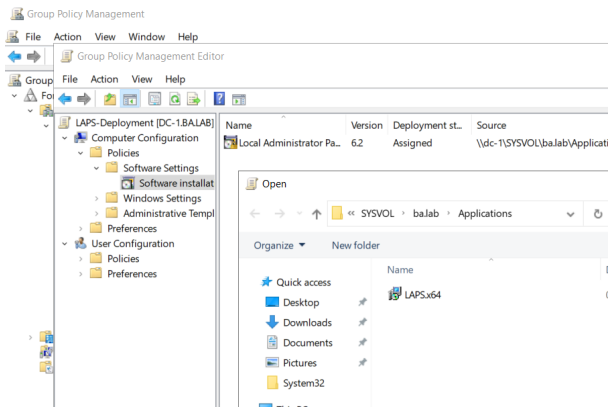 Group Policy Management
File Action View Window Help
Group Policy Management Editor
Group
File Action View Help
Fo
LAPS-Deployment [DC-1.BA.LAB]
Computer Configuration
Policies
Software Settings
Software installat
Windows Settings
Administrative Templ
Preferences
User Configuration
Policies
Preferences
Name Version Deployment st... Source
Local Administrator Pa... 6.2 Assigned \\dc-1\SYSVOL\ba.lab\Applicati
Open
« SYSVOL › ba.lab › Applications
Organize New folder
Name
Quick access
Desktop
Downloads
Documents
Pictures
System32
LAPS.x64